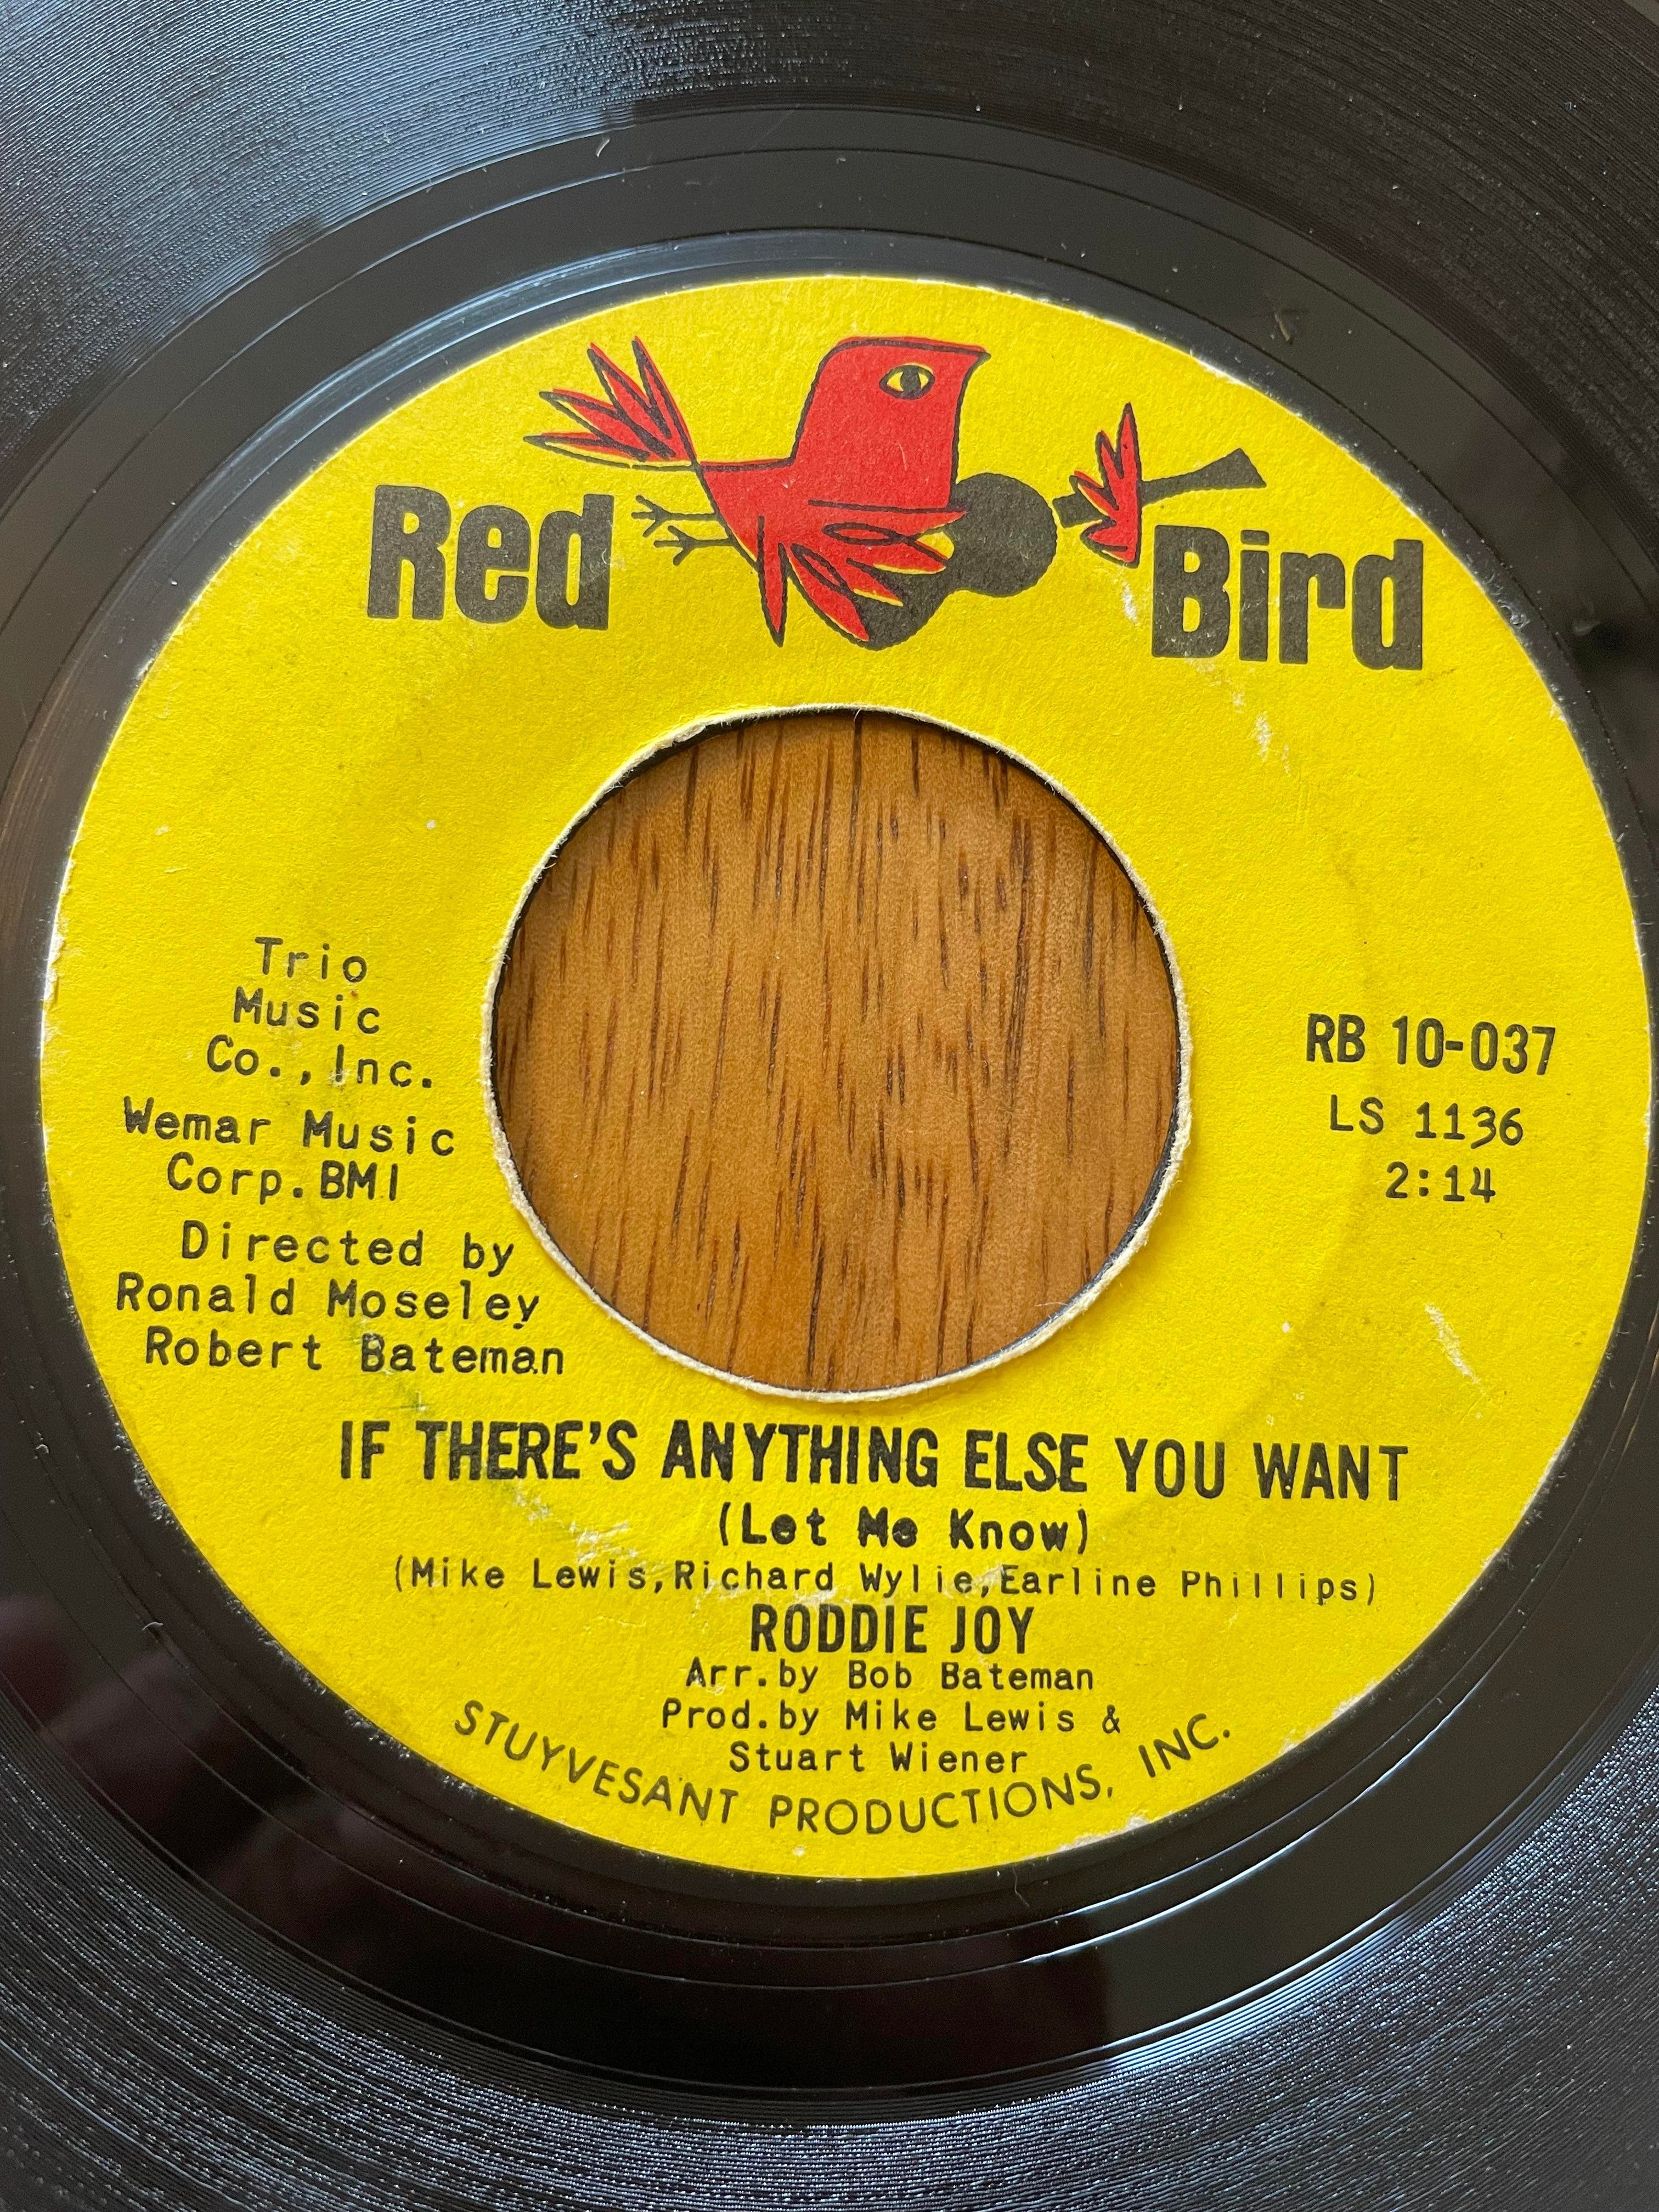 Red Bird
Trio
Music
Co., Inc.
Wemar Music
Corp. BMI
Directed by
Ronald Moseley
Robert Bateman
RB 10-037
LS 1136
2:14
IF THERE'S ANYTHING ELSE YOU WANT
(Let Me Know)
(Mike Lewis,Richard Wylie,Earline Phillips)
RODDIE JOY
Arr.by Bob Bateman
Prod.by Mike Lewis &
Stuart Wiener
STUYVESANT PRODUCTIONS, INC.